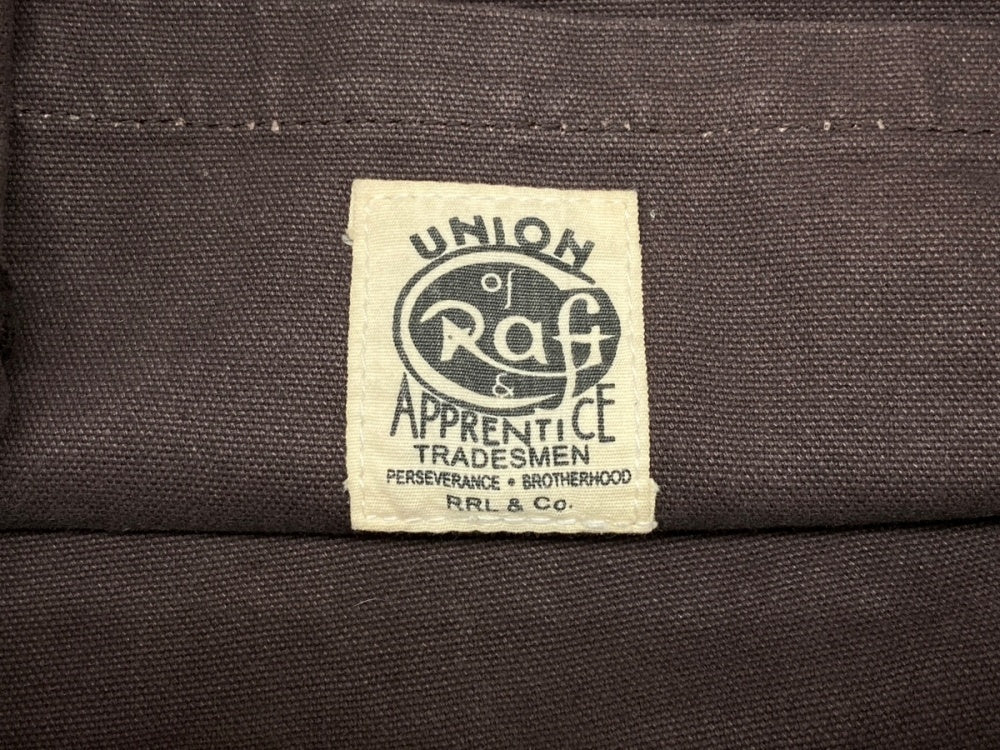 UNION
of
CRaft
&
APPRENTICE
TRADESMEN
PERSEVERANCE • BROTHERHOOD
RRL & Co.